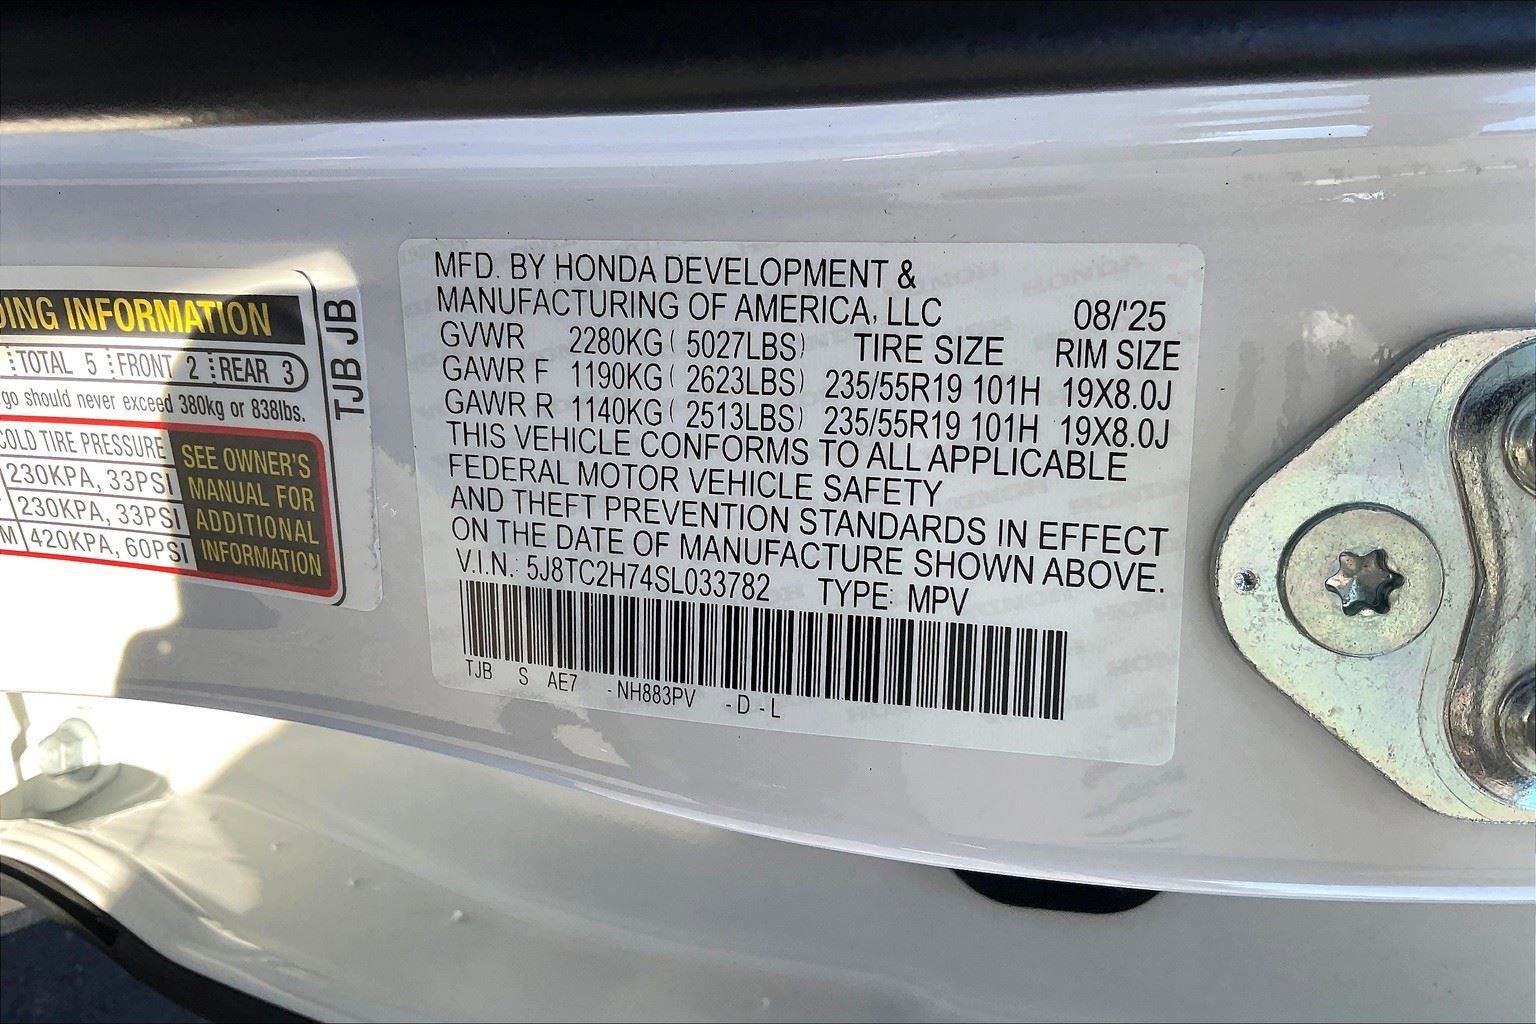 DING INFORMATION
TOTAL 5 FRONT 2 REAR 3
go should never exceed 380kg or 838lbs.
COLD TIRE PRESSURE
230KPA, 33PSI
230KPA, 33PSI
M 420KPA, 60PSI
SEE OWNER'S
MANUAL FOR
ADDITIONAL
INFORMATION
TJB JB
MFD. BY HONDA DEVELOPMENT &
MANUFACTURING OF AMERICA, LLC 08/'25
GVWR 2280KG ( 5027LBS) TIRE SIZE RIM SIZE
GAWR F 1190KG ( 2623LBS) 235/55R19 101H 19X8.0J
GAWR R 1140KG ( 2513LBS) 235/55R19 101H 19X8.0J
THIS VEHICLE CONFORMS TO ALL APPLICABLE
FEDERAL MOTOR VEHICLE SAFETY
AND THEFT PREVENTION STANDARDS IN EFFECT
ON THE DATE OF MANUFACTURE SHOWN ABOVE.
V.I.N.: 5J8TC2H74SL033782 TYPE: MPV
TJB S AE7 -NH883PV -D-L